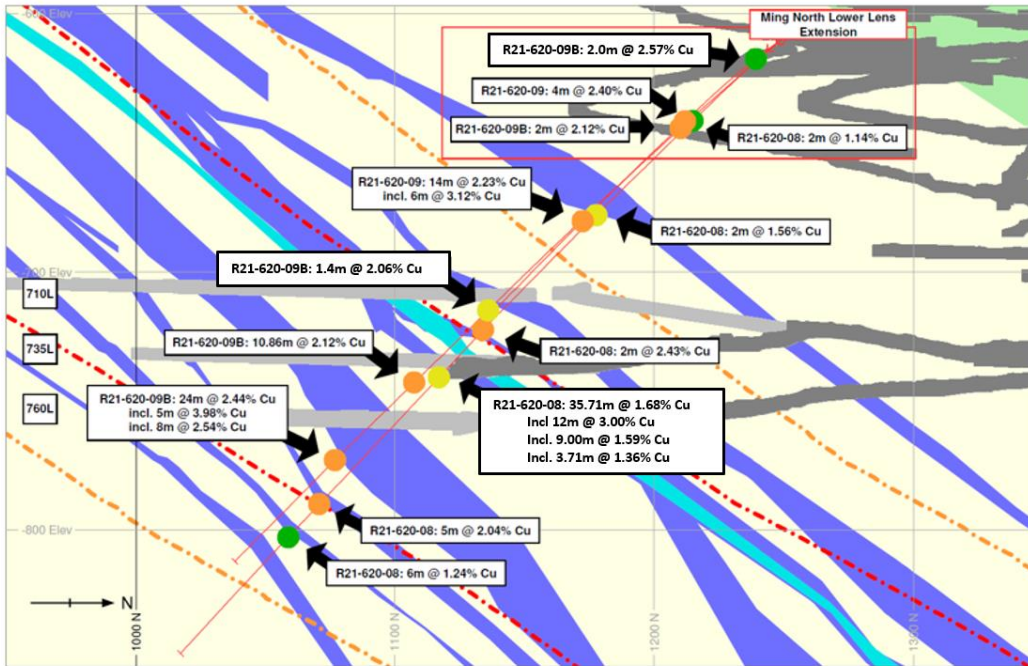 -600 Elev
Ming North Lower Lens
Extension
R21-620-09B: 2.0m @ 2.57% Cu
R21-620-09: 4m @ 2.40% Cu
R21-620-09B: 2m @ 2.12% Cu
R21-620-08: 2m @ 1.14% Cu
R21-620-09: 14m @ 2.23% Cu
incl. 6m @ 3.12% Cu
R21-620-08: 2m @ 1.56% Cu
R21-620-09B: 1.4m @ 2.06% Cu
-700 Elev
710L
735L
R21-620-09B: 10.86m @ 2.12% Cu
R21-620-08: 2m @ 2.43% Cu
760L
R21-620-09B: 24m @ 2.44% Cu
incl. 5m @ 3.98% Cu
incl. 8m @ 2.54% Cu
R21-620-08: 35.71m @ 1.68% Cu
Incl 12m @ 3.00% Cu
Incl. 9.00m @ 1.59% Cu
Incl. 3.71m @ 1.36% Cu
-800 Elev
R21-620-08: 5m @ 2.04% Cu
R21-620-08: 6m @ 1.24% Cu
N
1000 N
1100 N
1200 N
1300 N